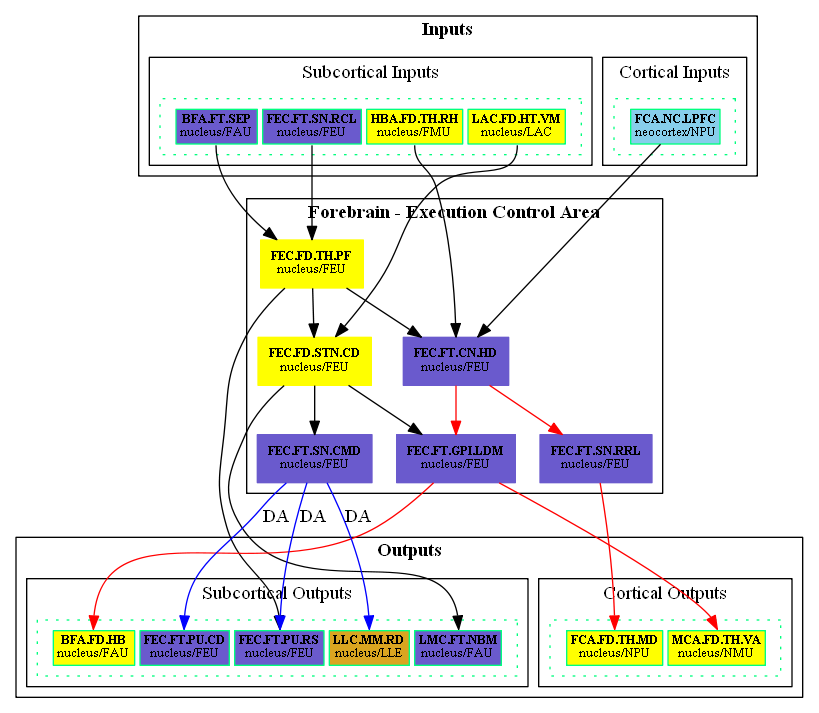 Inputs
Subcortical Inputs
Cortical Inputs
BFA.FT.SEP
nucleus/FAU
FEC.FT.SN.RCL
nucleus/FEU
HBA.FD.TH.RH
nucleus/FMU
LAC.FD.HT.VM
nucleus/LAC
FCA.NC.LPFC
neocortex/NPU
Forebrain - Execution Control Area
FEC.FD.TH.PF
nucleus/FEU
FEC.FD.STN.CD
nucleus/FEU
FEC.FT.CN.HD
nucleus/FEU
FEC.FT.SN.CMD
nucleus/FEU
FEC.FT.GPI.LDM
nucleus/FEU
FEC.FT.SN.RRL
nucleus/FEU
DA
DA
DA
Outputs
Subcortical Outputs
Cortical Outputs
BFA.FD.HB
nucleus/FAU
FEC.FT.PU.CD
nucleus/FEU
FEC.FT.PU.RS
nucleus/FEU
LLC.MM.RD
nucleus/LLE
LMC.FT.NBM
nucleus/FAU
FCA.FD.TH.MD
nucleus/NPU
MCA.FD.TH.VA
nucleus/NMU